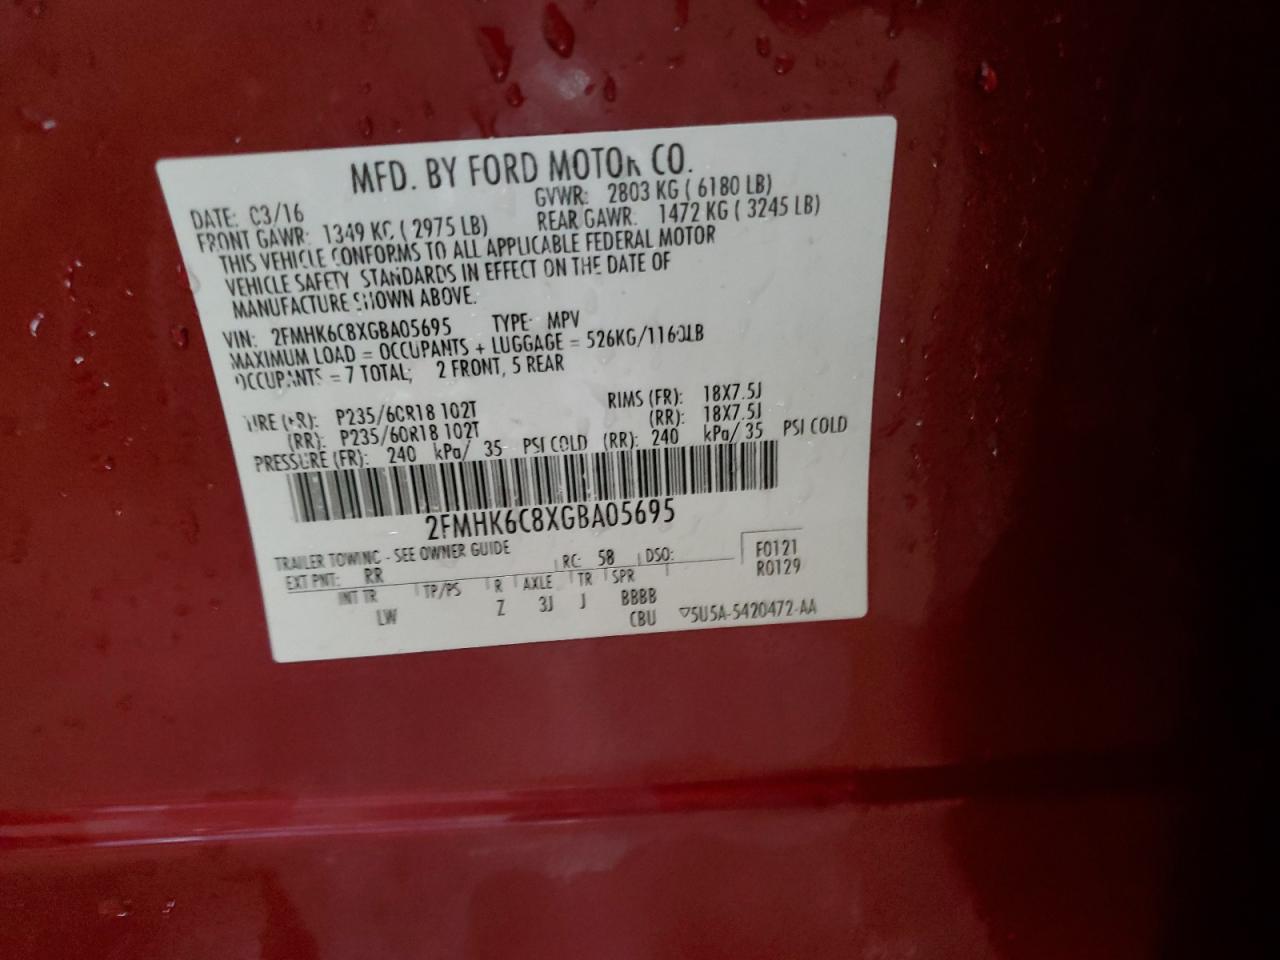 MFD. BY FORD MOTOR CO.
DATE: 03/16 GVWR: 2803 KG ( 6180 LB)
FRONT GAWR: 1349 KG ( 2975 LB) REAR GAWR: 1472 KG ( 3245 LB)
THIS VEHICLE CONFORMS TO ALL APPLICABLE FEDERAL MOTOR
VEHICLE SAFETY STANDARDS IN EFFECT ON THE DATE OF
MANUFACTURE SHOWN ABOVE.
VIN: 2FMHK6C8XGBA05695 TYPE: MPV
MAXIMUM LOAD = OCCUPANTS + LUGGAGE = 526KG/1160LB
OCCUPANTS = 7 TOTAL; 2 FRONT, 5 REAR
TIRE (FR): P235/60R18 102T RIMS (FR): 18X7.5J
(RR): P235/60R18 102T (RR): 18X7.5J
PRESSURE (FR): 240 kPa/ 35 PSI COLD (RR): 240 kPa/ 35 PSI COLD
2FMHK6C8XGBA05695
TRAILER TOWING - SEE OWNER GUIDE
EXT PNT: RR RC: 58 DSO: F0121
R0129
INT TR TP/PS R AXLE TR SPR
LW Z 3J J BBBB
CBU ▽5U5A-5420472-AA